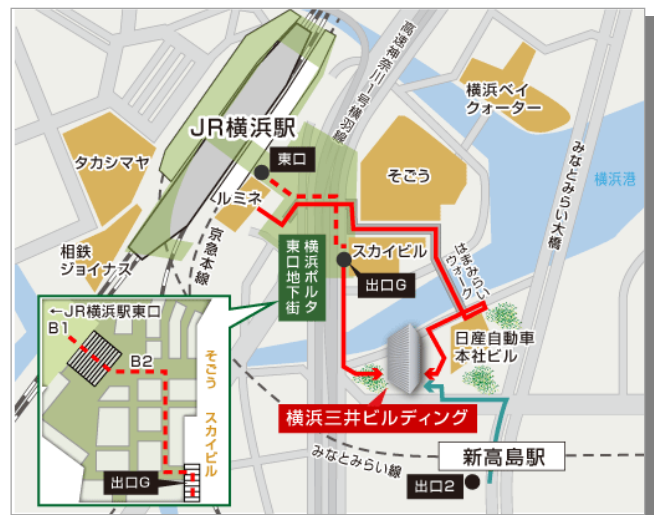 高速神奈川1号横羽線
横浜ベイ
クォーター
JR横浜駅
東口
みなとみらい大橋
タカシマヤ
ルミネ
そごう
横浜港
京急本線
相鉄
ジョイナス
横浜ポルタ
東口地下街
スカイビル
はまみらい
ウォーク
出口G
←JR横浜駅東口
B1
B2
そごう
スカイビル
出口G
日産自動車
本社ビル
横浜三井ビルディング
みなとみらい線
新高島駅
出口2